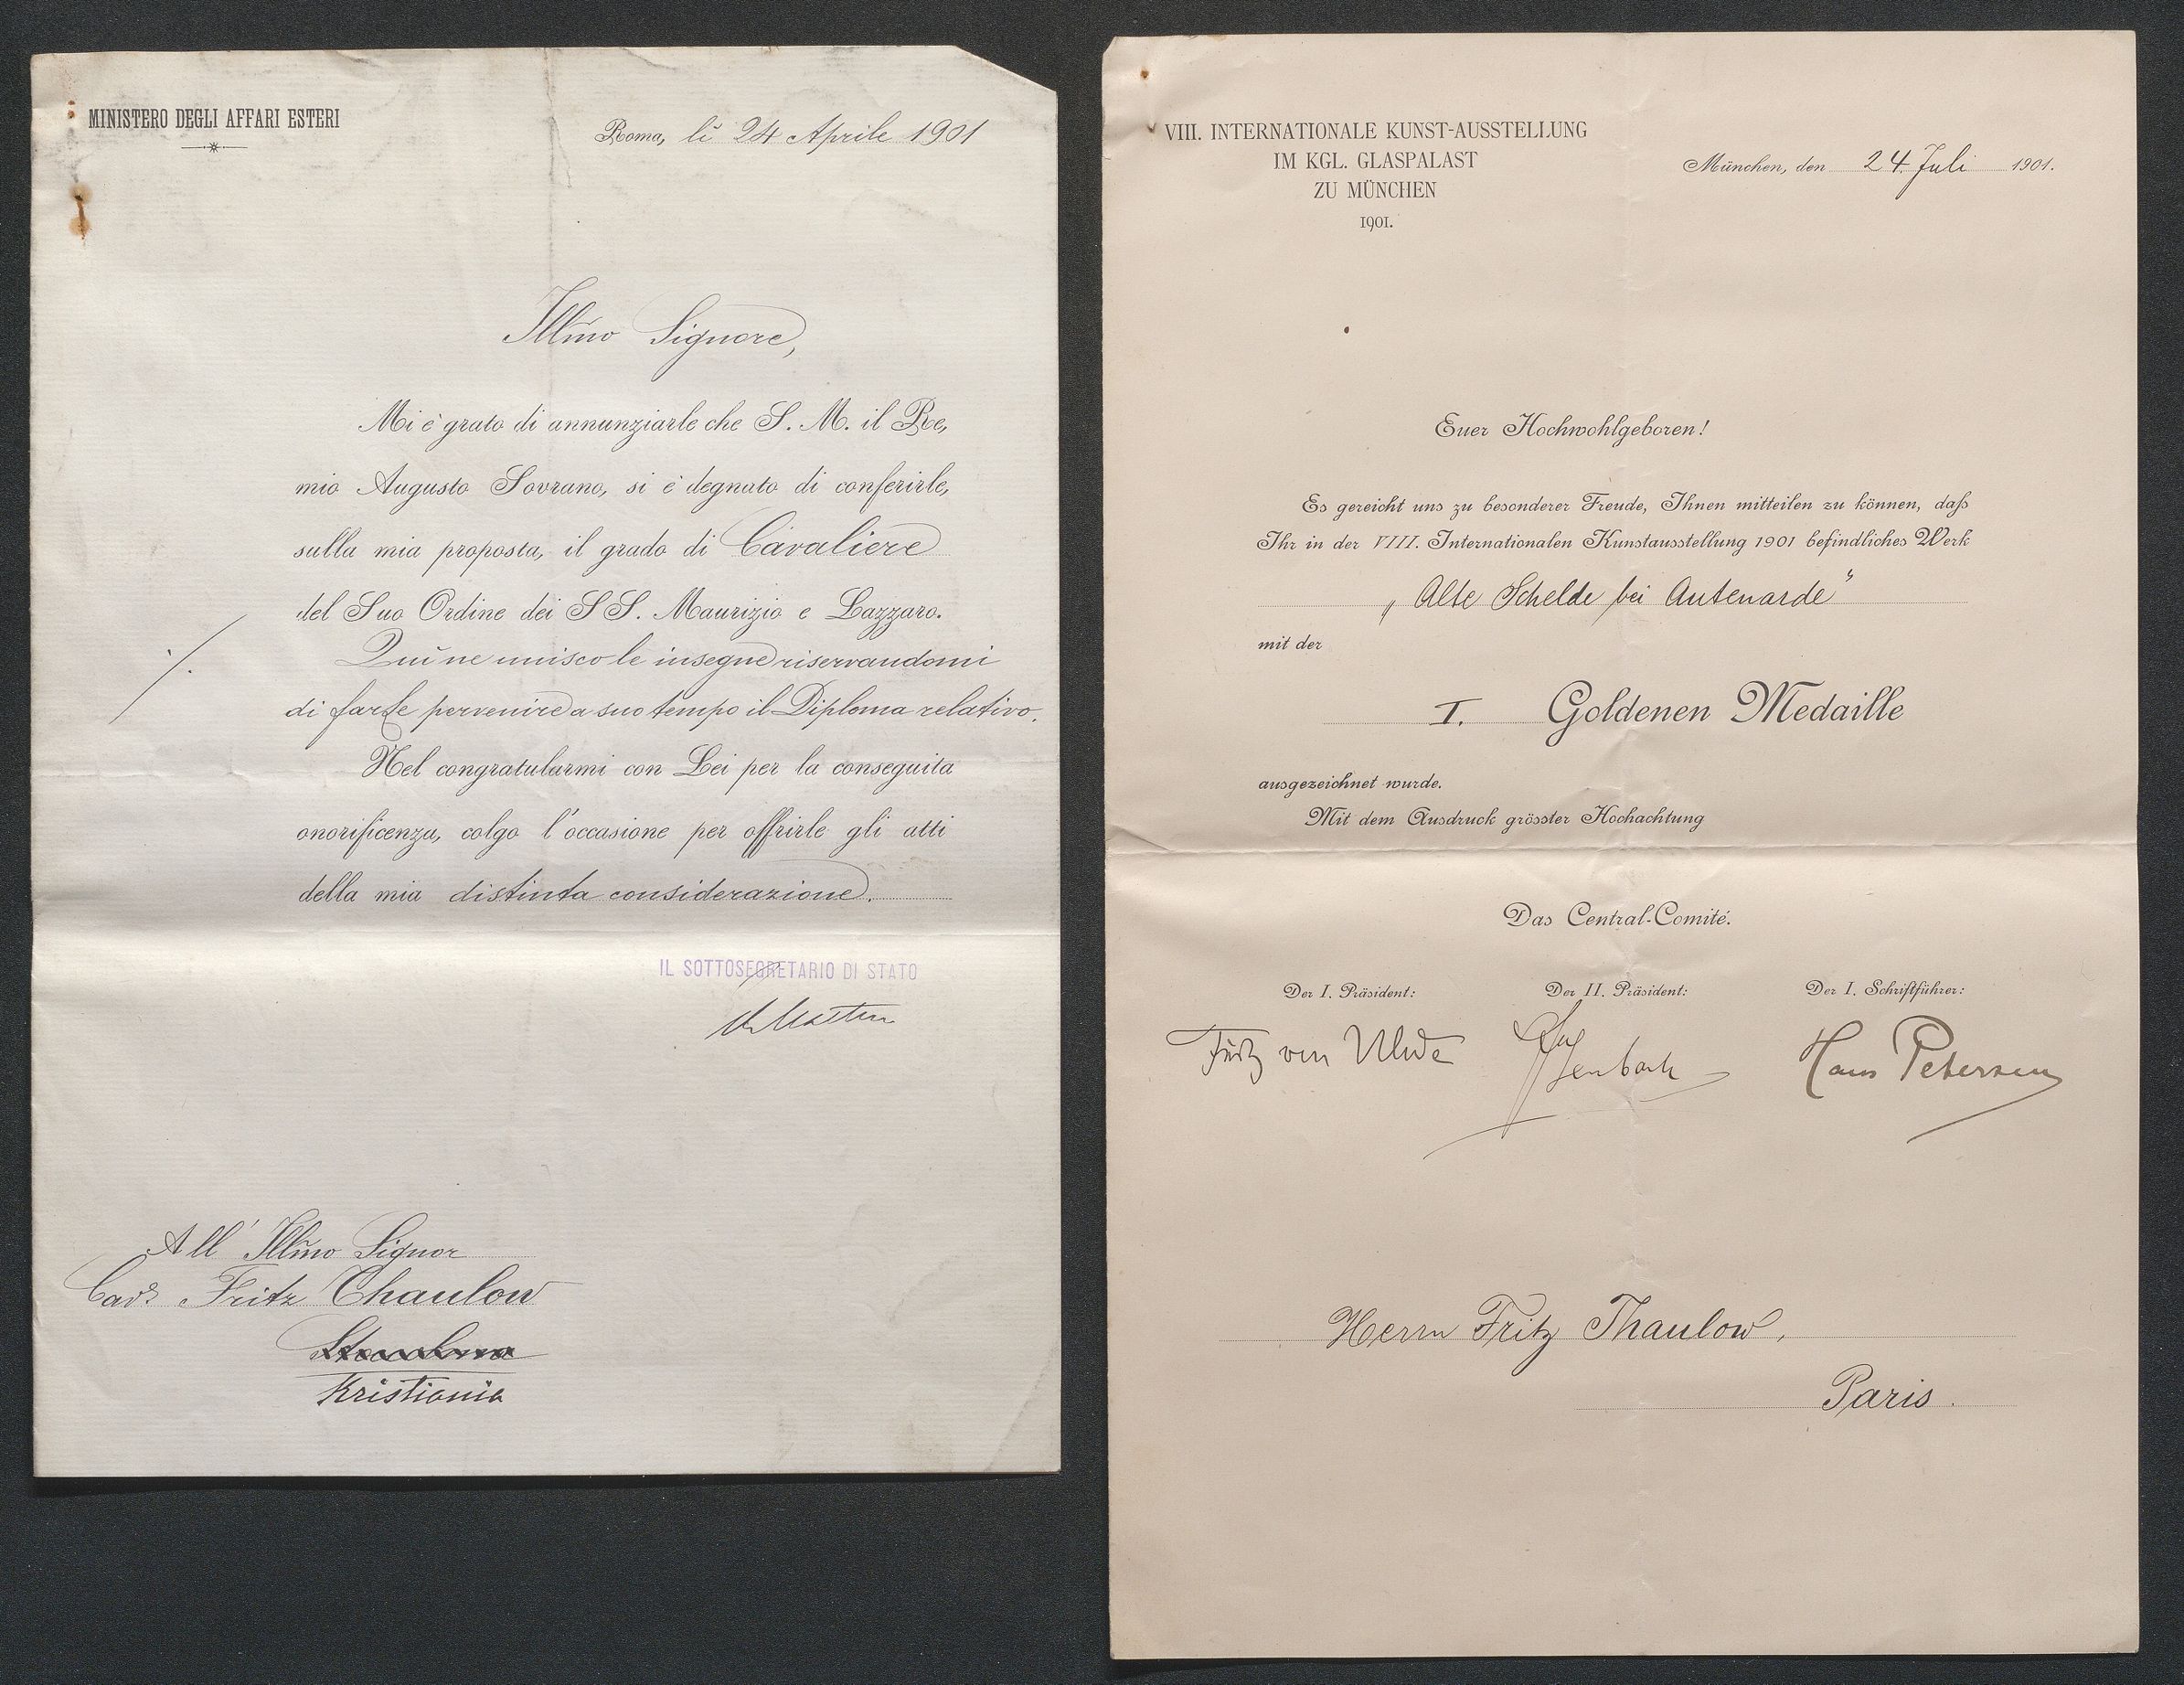 MINISTERO DEGLI AFFARI ESTERI
Roma, lì 24 Aprile 1901
Illmo Signore,
Mi è grato di annunziarle che S. M. il Re,
mio Augusto Sovrano, si è degnato di conferirle,
sulla mia proposta, il grado di Cavaliere
del Suo Ordine dei SS. Maurizio e Lazzaro.
Qui ne unisco le insegne riservandomi
di farle pervenire a suo tempo il Diploma relativo.
Nel congratularmi con Lei per la conseguita
onorificenza, colgo l'occasione per offrirle gli atti
della mia distinta considerazione.
IL SOTTOSEGRETARIO DI STATO
All' Illmo Signor
Cavr Fritz Thaulow
Stoccolma
Kristiania
VIII. INTERNATIONALE KUNST-AUSSTELLUNG
IM KGL. GLASPALAST
ZU MÜNCHEN
1901.
München, den 24. Juli 1901.
Euer Hochwohlgeboren!
Es gereicht uns zu besonderer Freude, Ihnen mitteilen zu können, daß
Ihr in der VIII. Internationalen Kunstausstellung 1901 befindliches Werk
„Alte Schelde bei Autenarde"
mit der
I. Goldenen Medaille
ausgezeichnet wurde.
Mit dem Ausdruck grösster Hochachtung
Das Central-Comité.
Der I. Präsident:
Der II. Präsident:
Der I. Schriftführer:
Fritz von Uhde
Hans Petersen
Herrn Fritz Thaulow,
Paris.